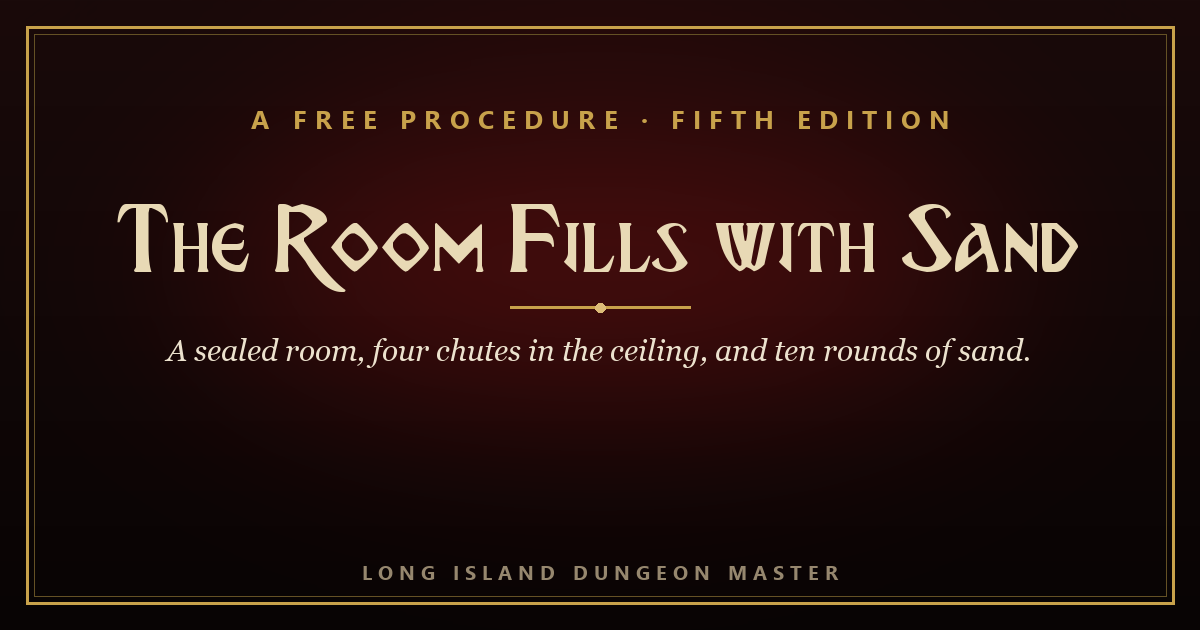 A FREE PROCEDURE · FIFTH EDITION
The Room Fills with Sand
A sealed room, four chutes in the ceiling, and ten rounds of sand.
LONG ISLAND DUNGEON MASTER